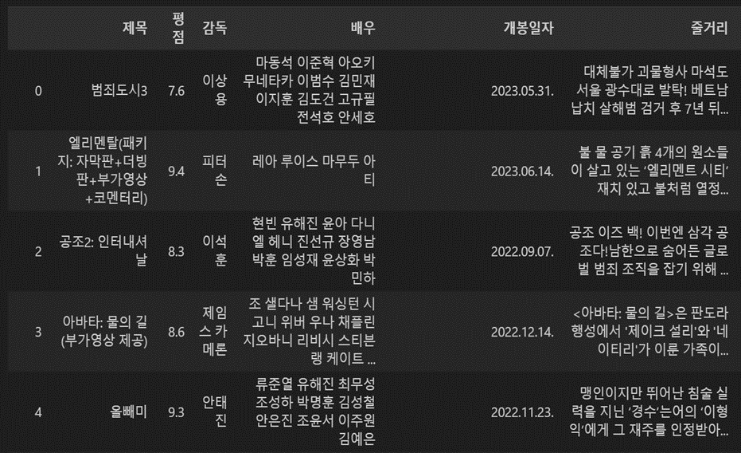 제목 평점 감독 배우 개봉일자 줄거리
0 범죄도시3 7.6 이상용 마동석 이준혁 아오키 무네타카 이범수 김민재 이지훈 김도건 고규필 전석호 안세호 2023.05.31. 대체불가 괴물형사 마석도 서울 광수대로 발탁! 베트남 납치 살해범 검거 후 7년 뒤...
1 엘리멘탈(패키지: 자막판+더빙판+부가영상+코멘터리) 9.4 피터 손 레아 루이스 마무두 아티 2023.06.14. 불 물 공기 흙 4개의 원소들이 살고 있는 '엘리멘트 시티' 재치 있고 불처럼 열정...
2 공조2: 인터내셔날 8.3 이석훈 현빈 유해진 윤아 다니엘 헤니 진선규 장영남 박훈 임성재 윤상화 박민하 2022.09.07. 공조 이즈 백! 이번엔 삼각 공조다!남한으로 숨어든 글로벌 범죄 조직을 잡기 위해 ...
3 아바타: 물의 길(부가영상 제공) 8.6 제임스 카메론 조 샐다나 샘 워싱턴 시고니 위버 우나 채플린 지오바니 리비시 스티븐 랭 케이트 ... 2022.12.14. <아바타: 물의 길>은 판도라 행성에서 '제이크 설리'와 '네이티리'가 이룬 가족이...
4 올빼미 9.3 안태진 류준열 유해진 최무성 조성하 박명훈 김성철 안은진 조윤서 이주원 김예은 2022.11.23. 맹인이지만 뛰어난 침술 실력을 지닌 '경수'는어의 '이형익'에게 그 재주를 인정받아...